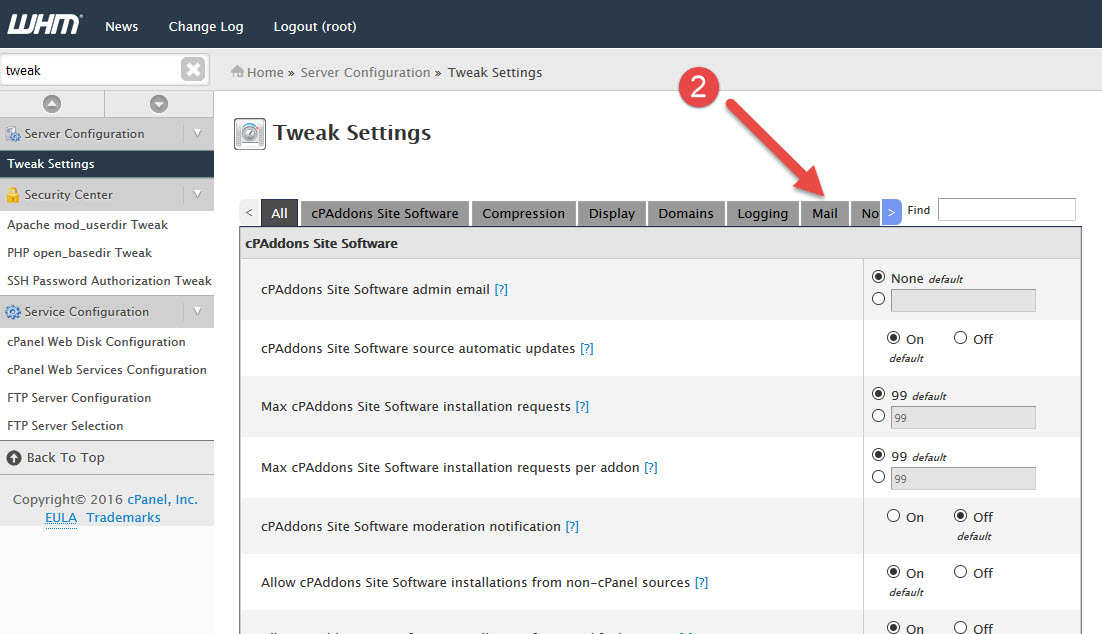 WHM News Change Log Logout (root)
tweak
Home » Server Configuration » Tweak Settings
2
Server Configuration
Tweak Settings
Security Center
Apache mod_userdir Tweak
PHP open_basedir Tweak
SSH Password Authorization Tweak
Service Configuration
cPanel Web Disk Configuration
cPanel Web Services Configuration
FTP Server Configuration
FTP Server Selection
Back To Top
Copyright© 2016 cPanel, Inc.
EULA Trademarks
Tweak Settings
< All cPAddons Site Software Compression Display Domains Logging Mail No > Find
cPAddons Site Software
cPAddons Site Software admin email [?]
None default
cPAddons Site Software source automatic updates [?]
On Off
default
Max cPAddons Site Software installation requests [?]
99 default
99
Max cPAddons Site Software installation requests per addon [?]
99 default
99
cPAddons Site Software moderation notification [?]
On Off
default
Allow cPAddons Site Software installations from non-cPanel sources [?]
On Off
default
On Off